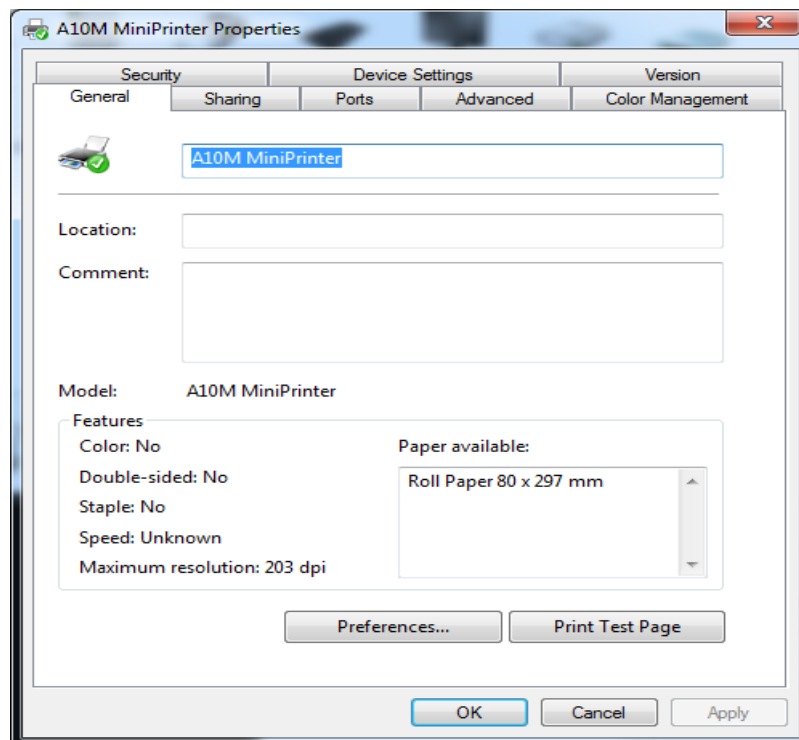 A10M MiniPrinter Properties
Security Device Settings Version
General Sharing Ports Advanced Color Management
A10M MiniPrinter
Location:
Comment:
Model: A10M MiniPrinter
Features
Color: No
Double-sided: No
Staple: No
Speed: Unknown
Maximum resolution: 203 dpi
Paper available:
Roll Paper 80 x 297 mm
Preferences... Print Test Page
OK Cancel Apply